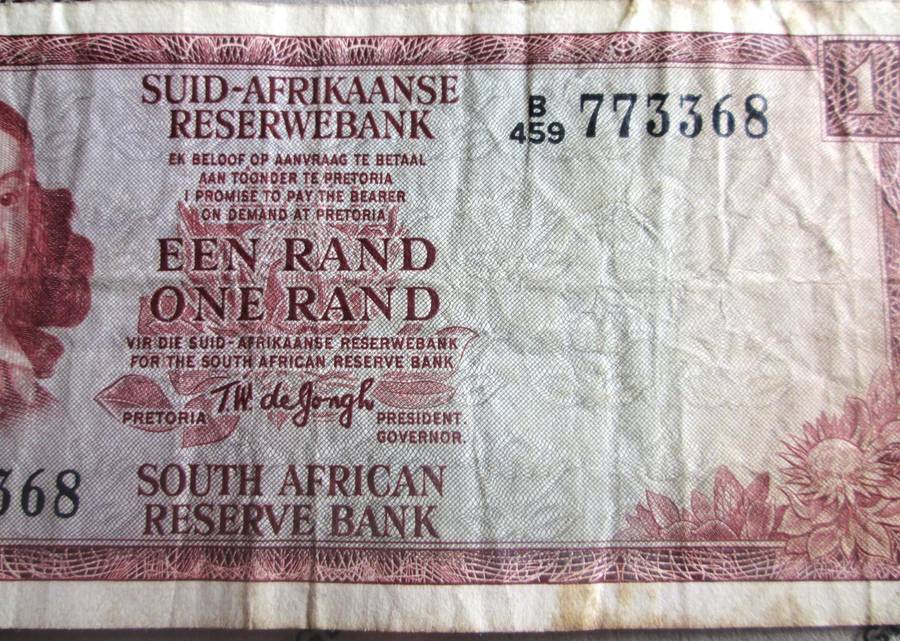 SUID-AFRIKAANSE
RESERWEBANK
B
459 773368
1
EK BELOOF OP AANVRAAG TE BETAAL
AAN TOONDER TE PRETORIA
I PROMISE TO PAY THE BEARER
ON DEMAND AT PRETORIA
EEN RAND
ONE RAND
VIR DIE SUID-AFRIKAANSE RESERWEBANK
FOR THE SOUTH AFRICAN RESERVE BANK
T.W. de Jongh
PRETORIA PRESIDENT.
GOVERNOR.
368
SOUTH AFRICAN
RESERVE BANK